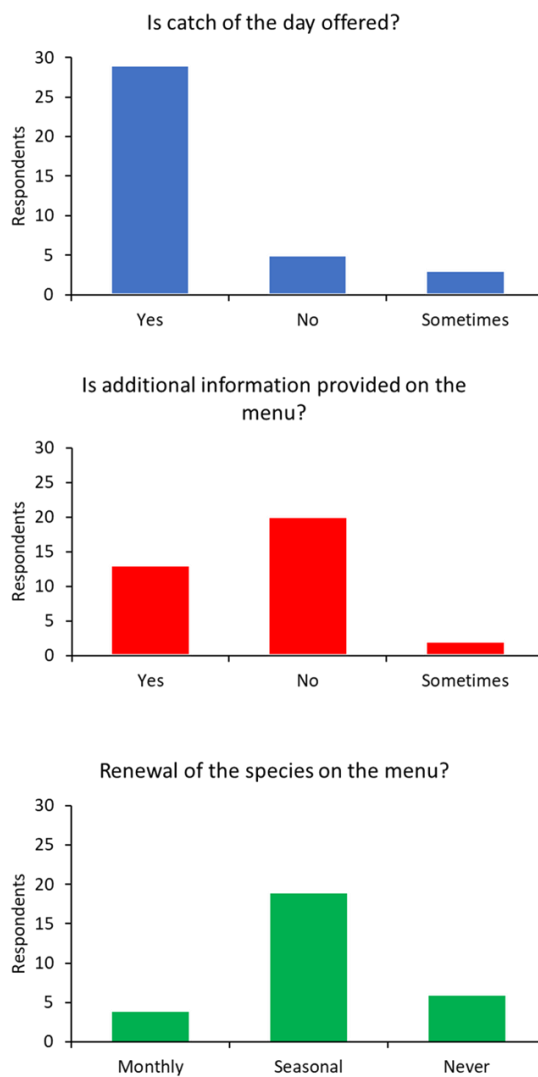 Is catch of the day offered?
30
25
20
15
10
5
0
Respondents
Yes No Sometimes
Is additional information provided on the
menu?
30
25
20
15
10
5
0
Respondents
Yes No Sometimes
Renewal of the species on the menu?
30
25
20
15
10
5
0
Respondents
Monthly Seasonal Never